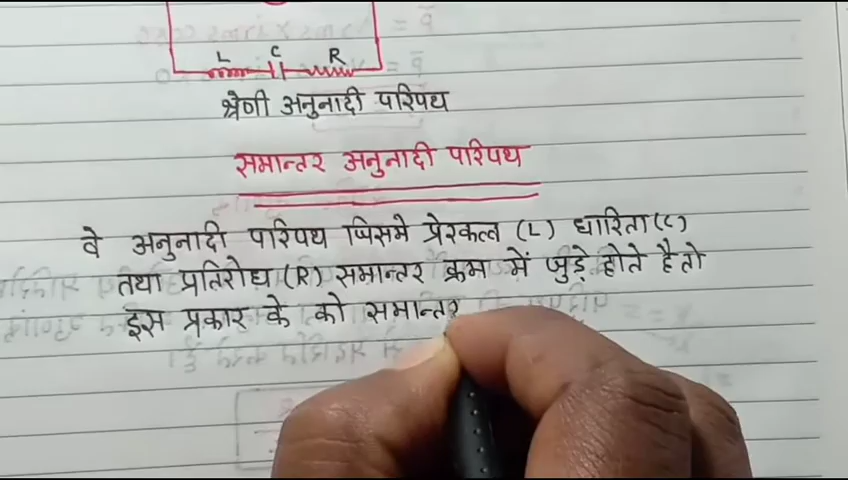 L C R
श्रेणी अनुनादी परिपथ
समान्तर अनुनादी परिपथ
वे अनुनादी परिपथ जिसमे प्रेरकत्व (L) धारिता (C)
तथा प्रतिरोध (R) समान्तर क्रम में जुड़े होते है तो
इस प्रकार के को समान्तर